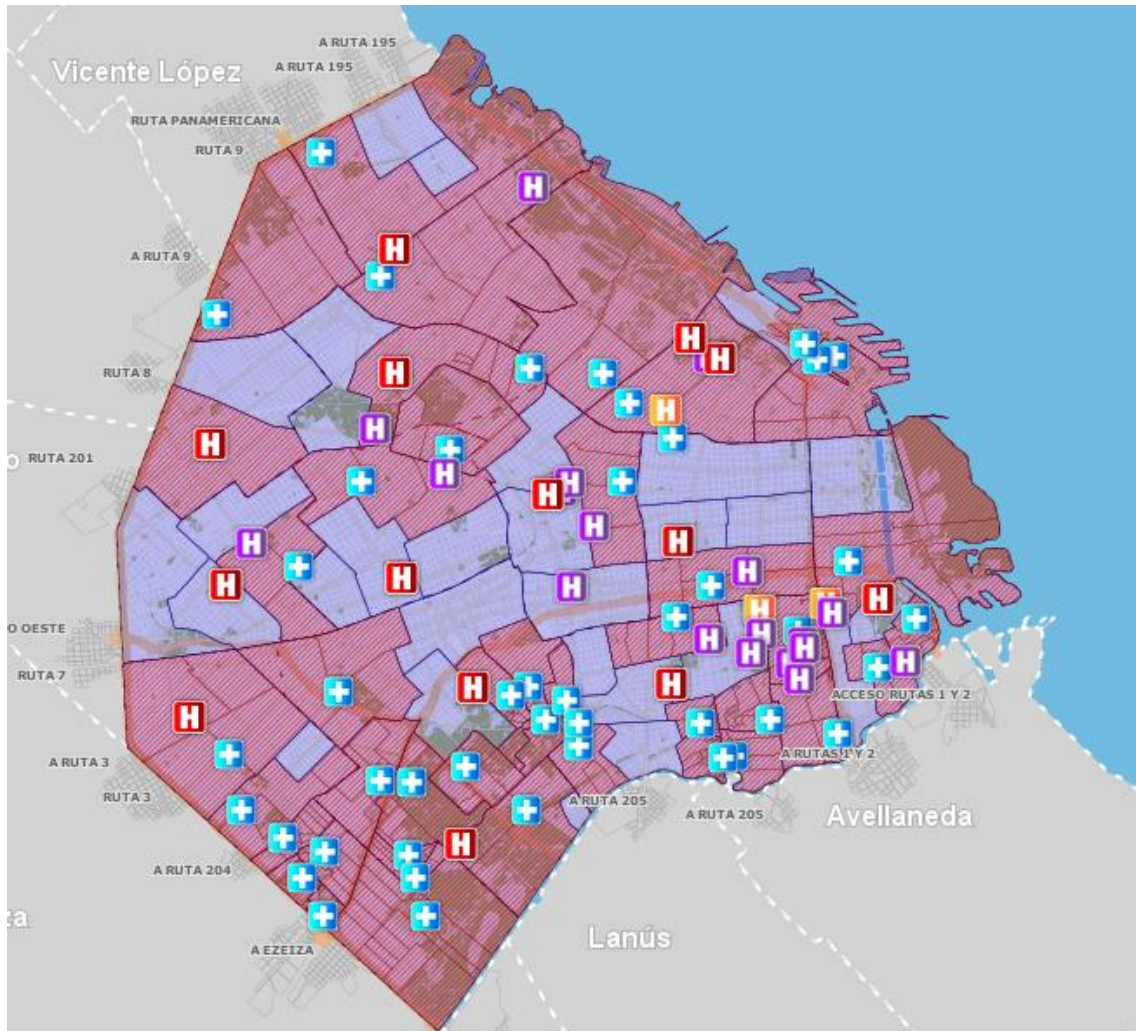 A RUTA 195
Vicente López
A RUTA 195
RUTA PANAMERICANA
RUTA 9
H
A RUTA 9
H
H
H
H
RUTA 8
H
H
H
H
RUTA 201
H
H
H
H
H
H
H
H
H
H
H
H
H
H
O OESTE
H
H
H
H
H
H
RUTA 7
H
H
H
ACCESO RUTAS 1 Y 2
H
A RUTAS 1 Y 2
A RUTA 3
RUTA 3
A RUTA 205
A RUTA 205
Avellaneda
H
A RUTA 204
za
Lanús
A EZEIZA